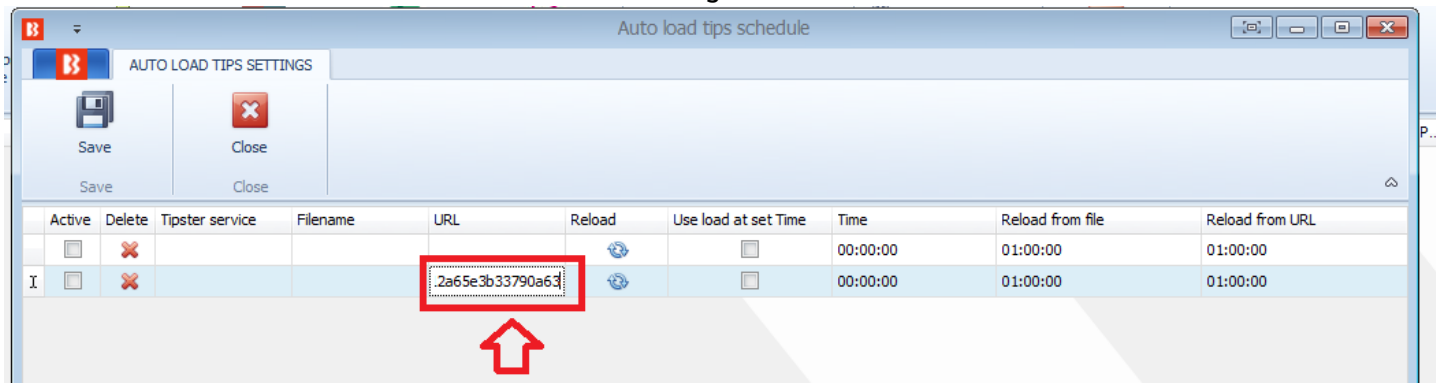 Auto load tips schedule
AUTO LOAD TIPS SETTINGS
Save Close
Save Close
P..
Active Delete Tipster service Filename URL Reload Use load at set Time Time Reload from file Reload from URL
00:00:00 01:00:00 01:00:00
.2a65e3b33790a63 00:00:00 01:00:00 01:00:00